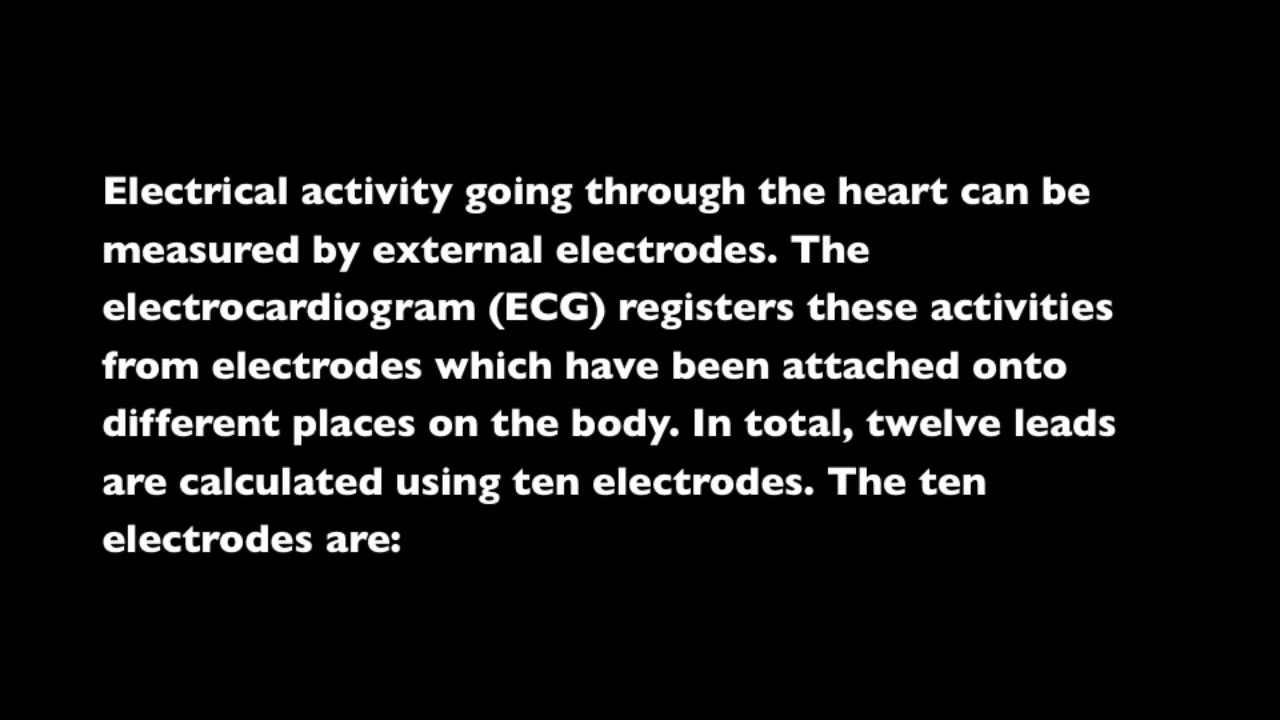 Electrical activity going through the heart can be
measured by external electrodes. The
electrocardiogram (ECG) registers these activities
from electrodes which have been attached onto
different places on the body. In total, twelve leads
are calculated using ten electrodes. The ten
electrodes are: